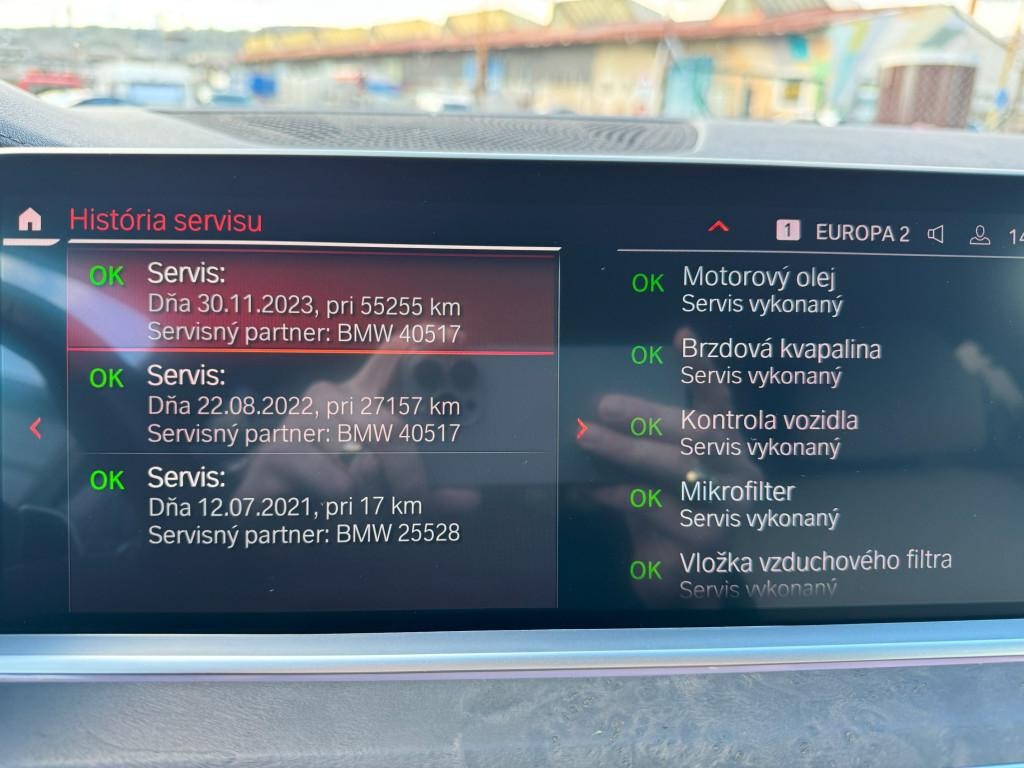 História servisu
1 EUROPA 2
14
OK Servis:
Dňa 30.11.2023, pri 55255 km
Servisný partner: BMW 40517
OK Servis:
Dňa 22.08.2022, pri 27157 km
Servisný partner: BMW 40517
OK Servis:
Dňa 12.07.2021, pri 17 km
Servisný partner: BMW 25528
OK Motorový olej
Servis vykonaný
OK Brzdová kvapalina
Servis vykonaný
OK Kontrola vozidla
Servis vykonaný
OK Mikrofilter
Servis vykonaný
OK Vložka vzduchového filtra
Servis vykonaný